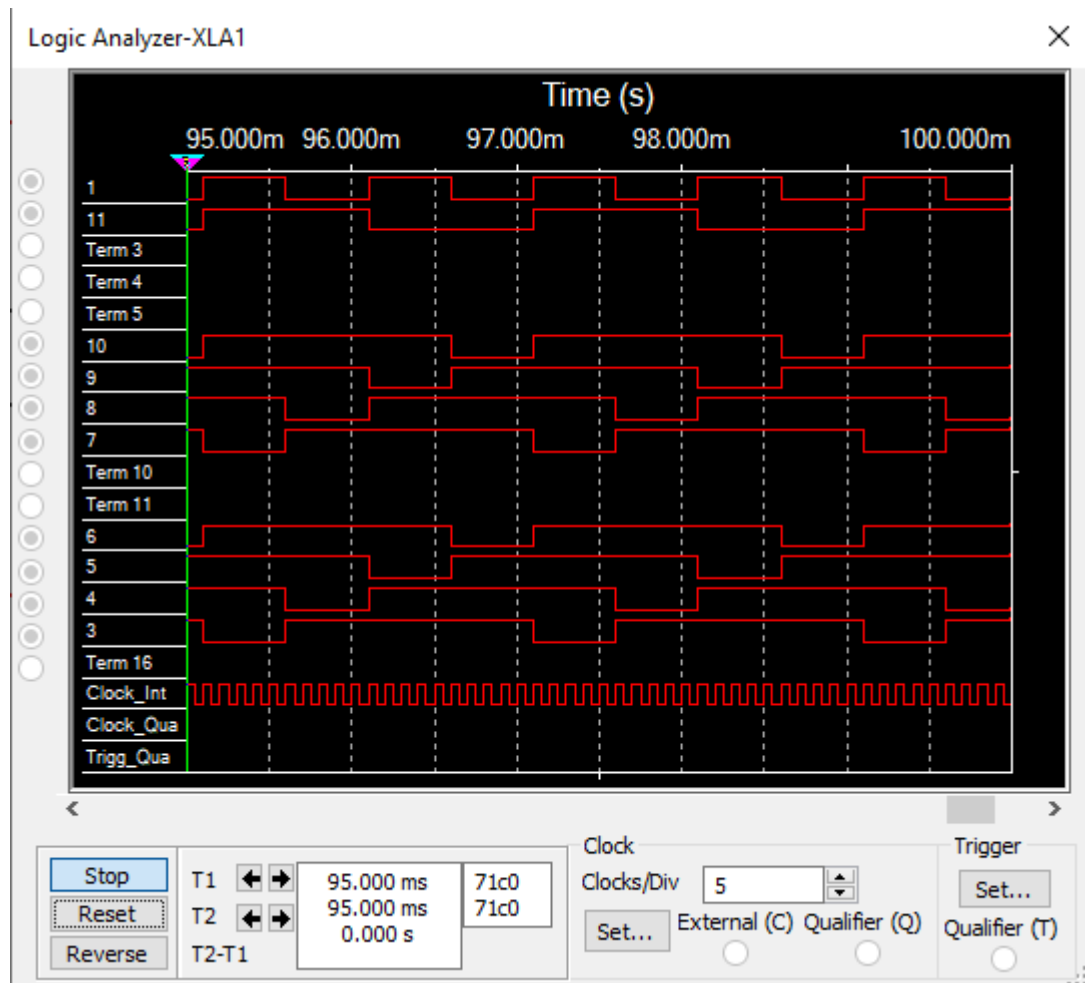 Logic Analyzer-XLA1
Time (s)
95.000m 96.000m 97.000m 98.000m 100.000m
1
11
Term 3
Term 4
Term 5
10
9
8
7
Term 10
Term 11
6
5
4
3
Term 16
Clock_Int
Clock_Qua
Trigg_Qua
Stop
Reset
Reverse
T1 95.000 ms 71c0
T2 95.000 ms 71c0
T2-T1 0.000 s
Clock
Clocks/Div 5
Set... External (C) Qualifier (Q)
Trigger
Set...
Qualifier (T)